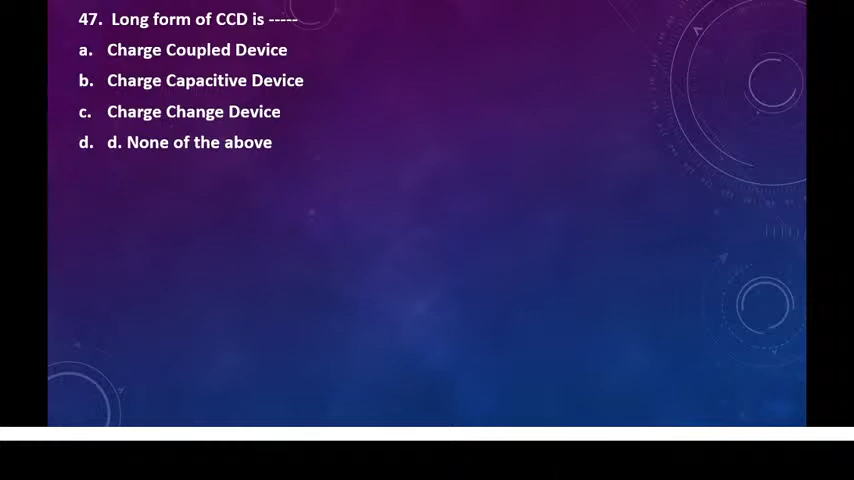 47. Long form of CCD is -----
a. Charge Coupled Device
b. Charge Capacitive Device
c. Charge Change Device
d. d. None of the above